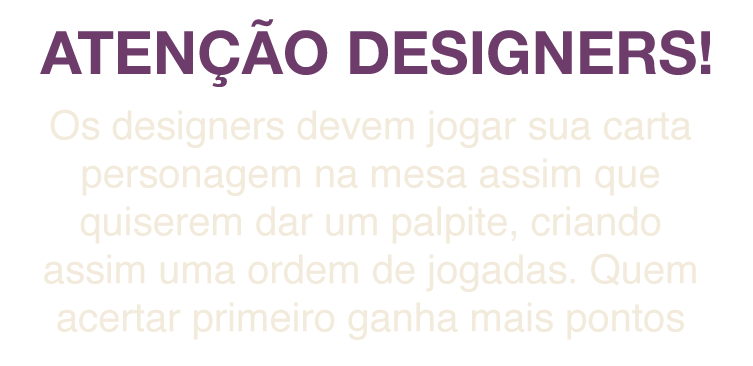 ATENÇÃO DESIGNERS!
Os designers devem jogar sua carta
personagem na mesa assim que
quiserem dar um palpite, criando
assim uma ordem de jogadas. Quem
acertar primeiro ganha mais pontos